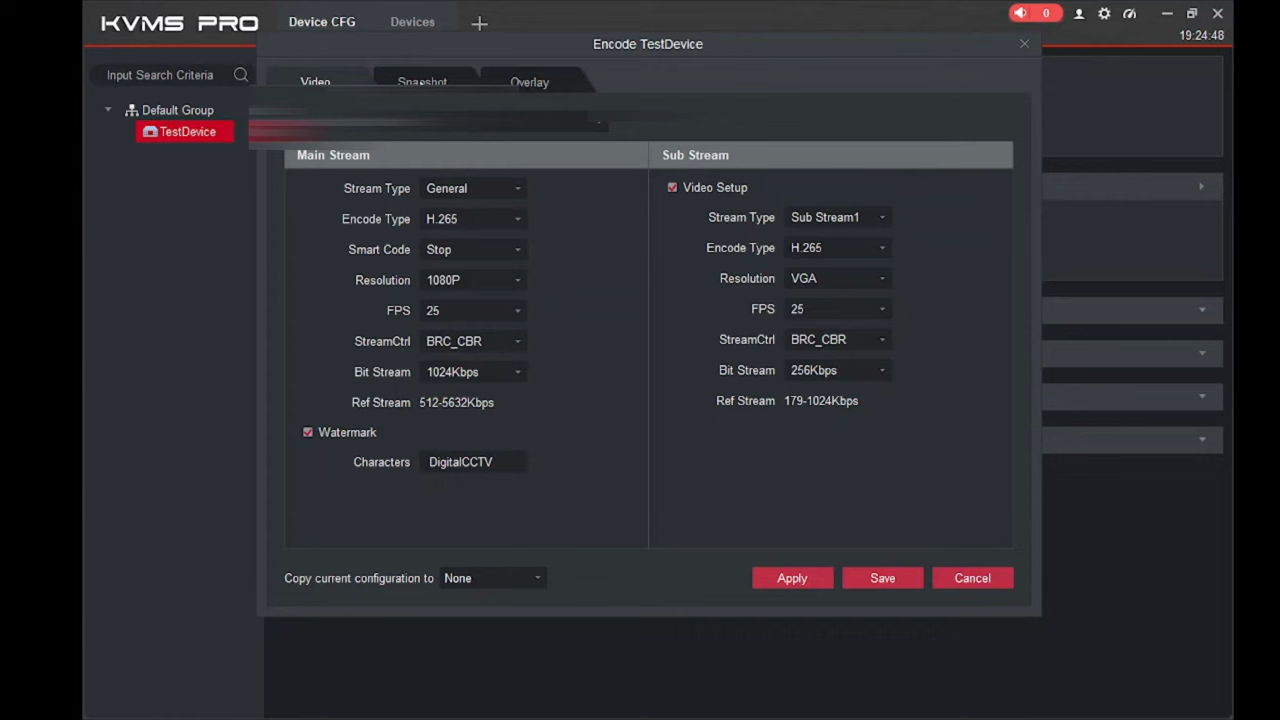 KVMS PRO
Device CFG
Devices
0
19:24:48
Encode TestDevice
Input Search Criteria
Video
Snapshot
Overlay
Default Group
TestDevice
Main Stream
Sub Stream
Stream Type General
Encode Type H.265
Smart Code Stop
Resolution 1080P
FPS 25
StreamCtrl BRC_CBR
Bit Stream 1024Kbps
Ref Stream 512-5632Kbps
Watermark
Characters DigitalCCTV
Video Setup
Stream Type Sub Stream1
Encode Type H.265
Resolution VGA
FPS 25
StreamCtrl BRC_CBR
Bit Stream 256Kbps
Ref Stream 179-1024Kbps
Copy current configuration to None
Apply
Save
Cancel